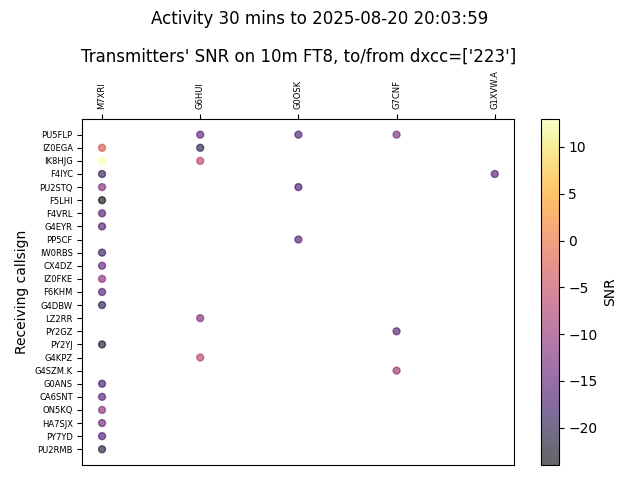 Activity 30 mins to 2025-08-20 20:03:59
Transmitters' SNR on 10m FT8, to/from dxcc=['223']
M7XRI
G6HUI
G0OSK
G7CNF
G1XVW.A
PU5FLP
IZ0EGA
IK8HJG
F4IYC
PU2STQ
F5LHI
F4VRL
G4EYR
PP5CF
IW0RBS
CX4DZ
IZ0FKE
F6KHM
G4DBW
LZ2RR
PY2GZ
PY2YJ
G4KPZ
G4SZM.K
G0ANS
CA6SNT
ON5KQ
HA7SJX
PY7YD
PU2RMB
Receiving callsign
10
5
0
−5
−10
−15
−20
SNR